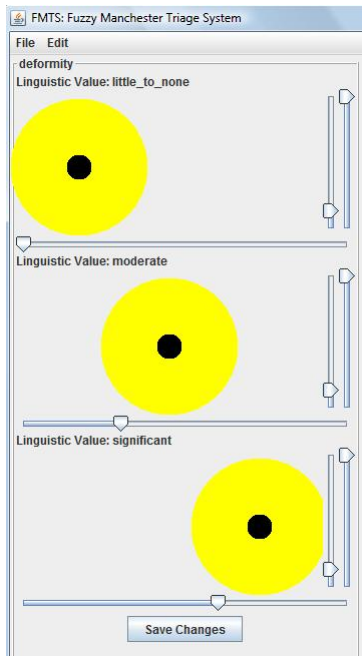 FMTS: Fuzzy Manchester Triage System
File Edit
deformity
Linguistic Value: little_to_none
Linguistic Value: moderate
Linguistic Value: significant
Save Changes